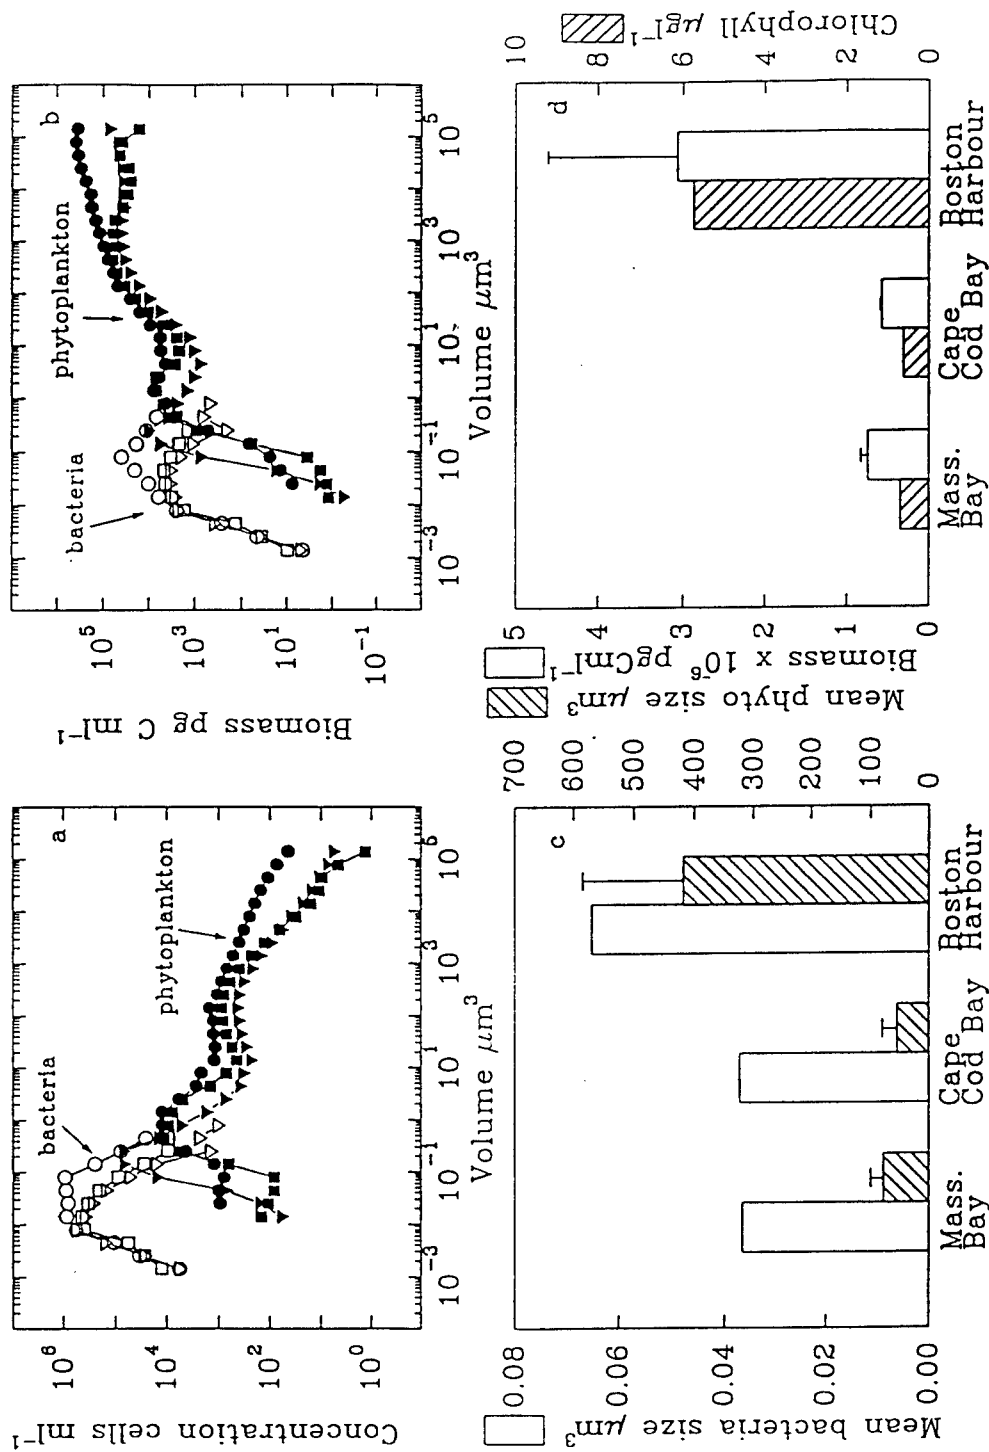 a
Concentration cells ml⁻¹
10⁶
10⁴
10²
10⁰
bacteria
phytoplankton
10⁻³
10⁻¹
10¹
10³
10⁵
Volume μm³
b
Biomass pg C ml⁻¹
10⁵
10³
10¹
10⁻¹
bacteria
phytoplankton
10⁻³
10⁻¹
10¹
10³
10⁵
Volume μm³
c
Mean bacteria size μm³
0.08
0.06
0.04
0.02
0.00
Mean phyto size μm³
700
600
500
400
300
200
100
0
Mass.
Bay
Cape
Cod Bay
Boston
Harbour
d
Biomass x 10⁻⁶ pgCml⁻¹
5
4
3
2
1
0
Chlorophyll μgl⁻¹
10
8
6
4
2
0
Mass.
Bay
Cape
Cod Bay
Boston
Harbour